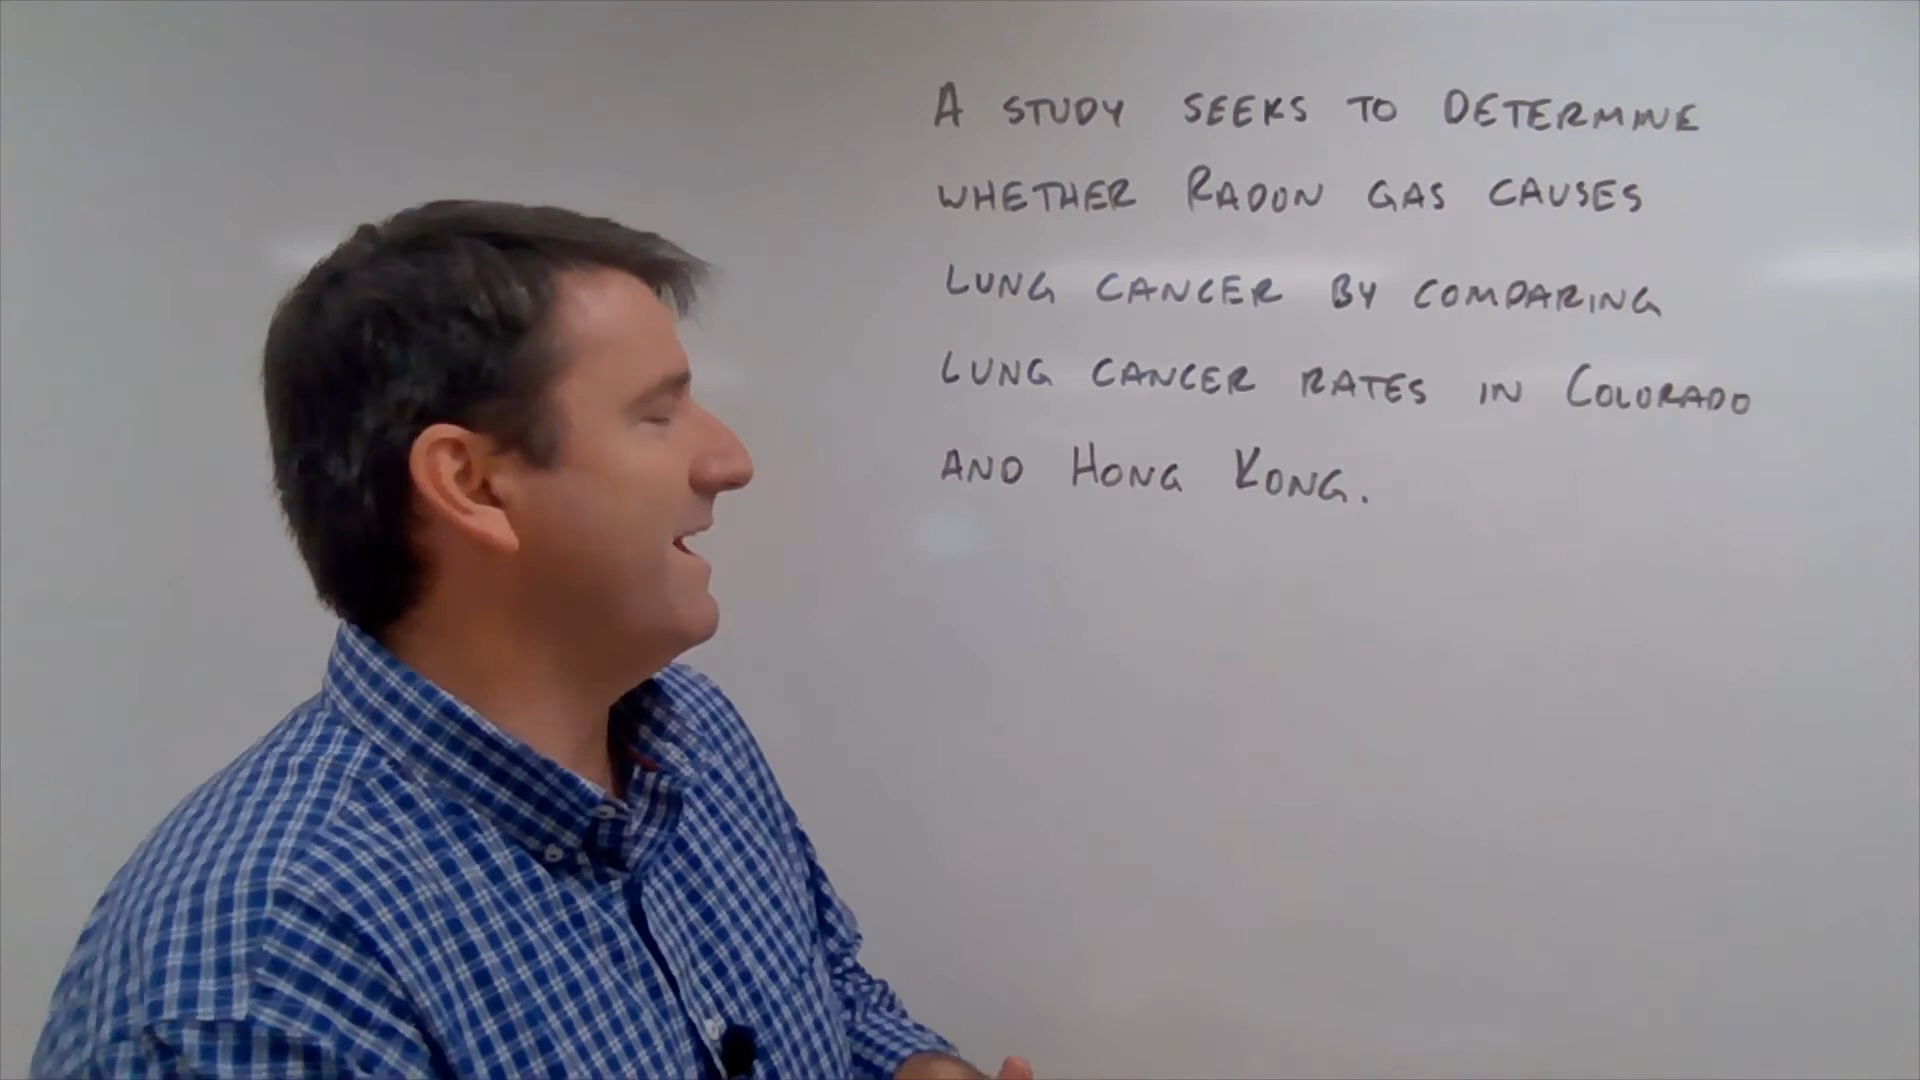 A STUDY SEEKS TO DETERMINE
WHETHER RADON GAS CAUSES
LUNG CANCER BY COMPARING
LUNG CANCER RATES IN COLORADO
AND HONG KONG.